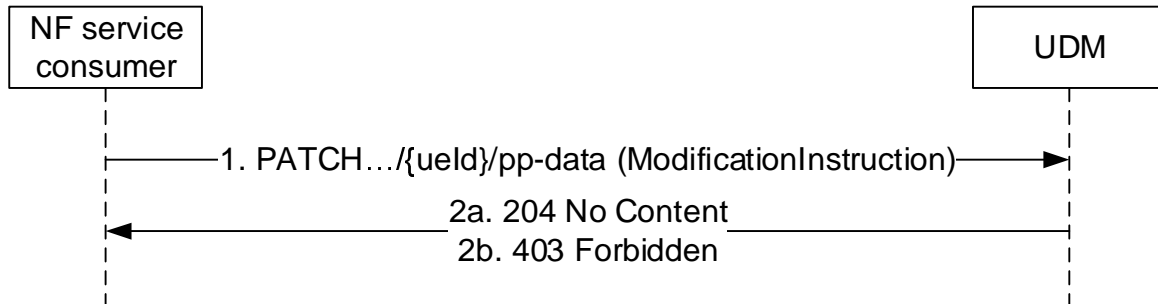 NF service
consumer
UDM
1. PATCH…/{ueId}/pp-data (ModificationInstruction)
2a. 204 No Content
2b. 403 Forbidden